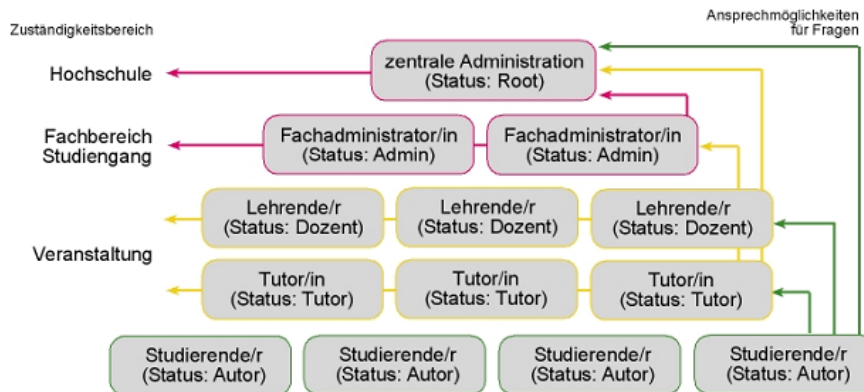 Zuständigkeitsbereich
Ansprechmöglichkeiten
für Fragen
Hochschule
zentrale Administration
(Status: Root)
Fachbereich
Studiengang
Fachadministrator/in
(Status: Admin)
Fachadministrator/in
(Status: Admin)
Veranstaltung
Lehrende/r
(Status: Dozent)
Lehrende/r
(Status: Dozent)
Lehrende/r
(Status: Dozent)
Tutor/in
(Status: Tutor)
Tutor/in
(Status: Tutor)
Tutor/in
(Status: Tutor)
Studierende/r
(Status: Autor)
Studierende/r
(Status: Autor)
Studierende/r
(Status: Autor)
Studierende/r
(Status: Autor)